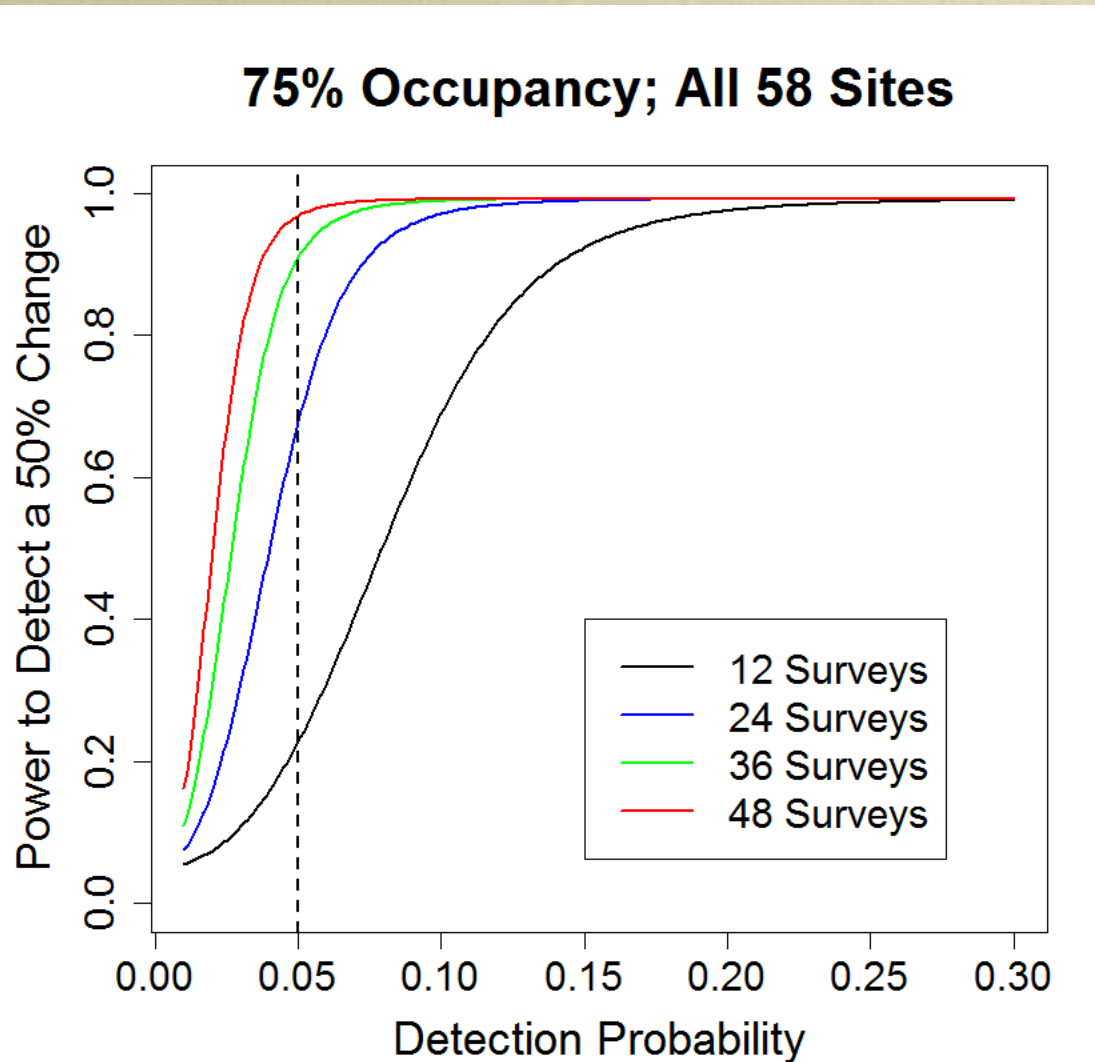 75% Occupancy; All 58 Sites
Power to Detect a 50% Change
1.0
0.8
0.6
0.4
0.2
0.0
12 Surveys
24 Surveys
36 Surveys
48 Surveys
0.00 0.05 0.10 0.15 0.20 0.25 0.30
Detection Probability